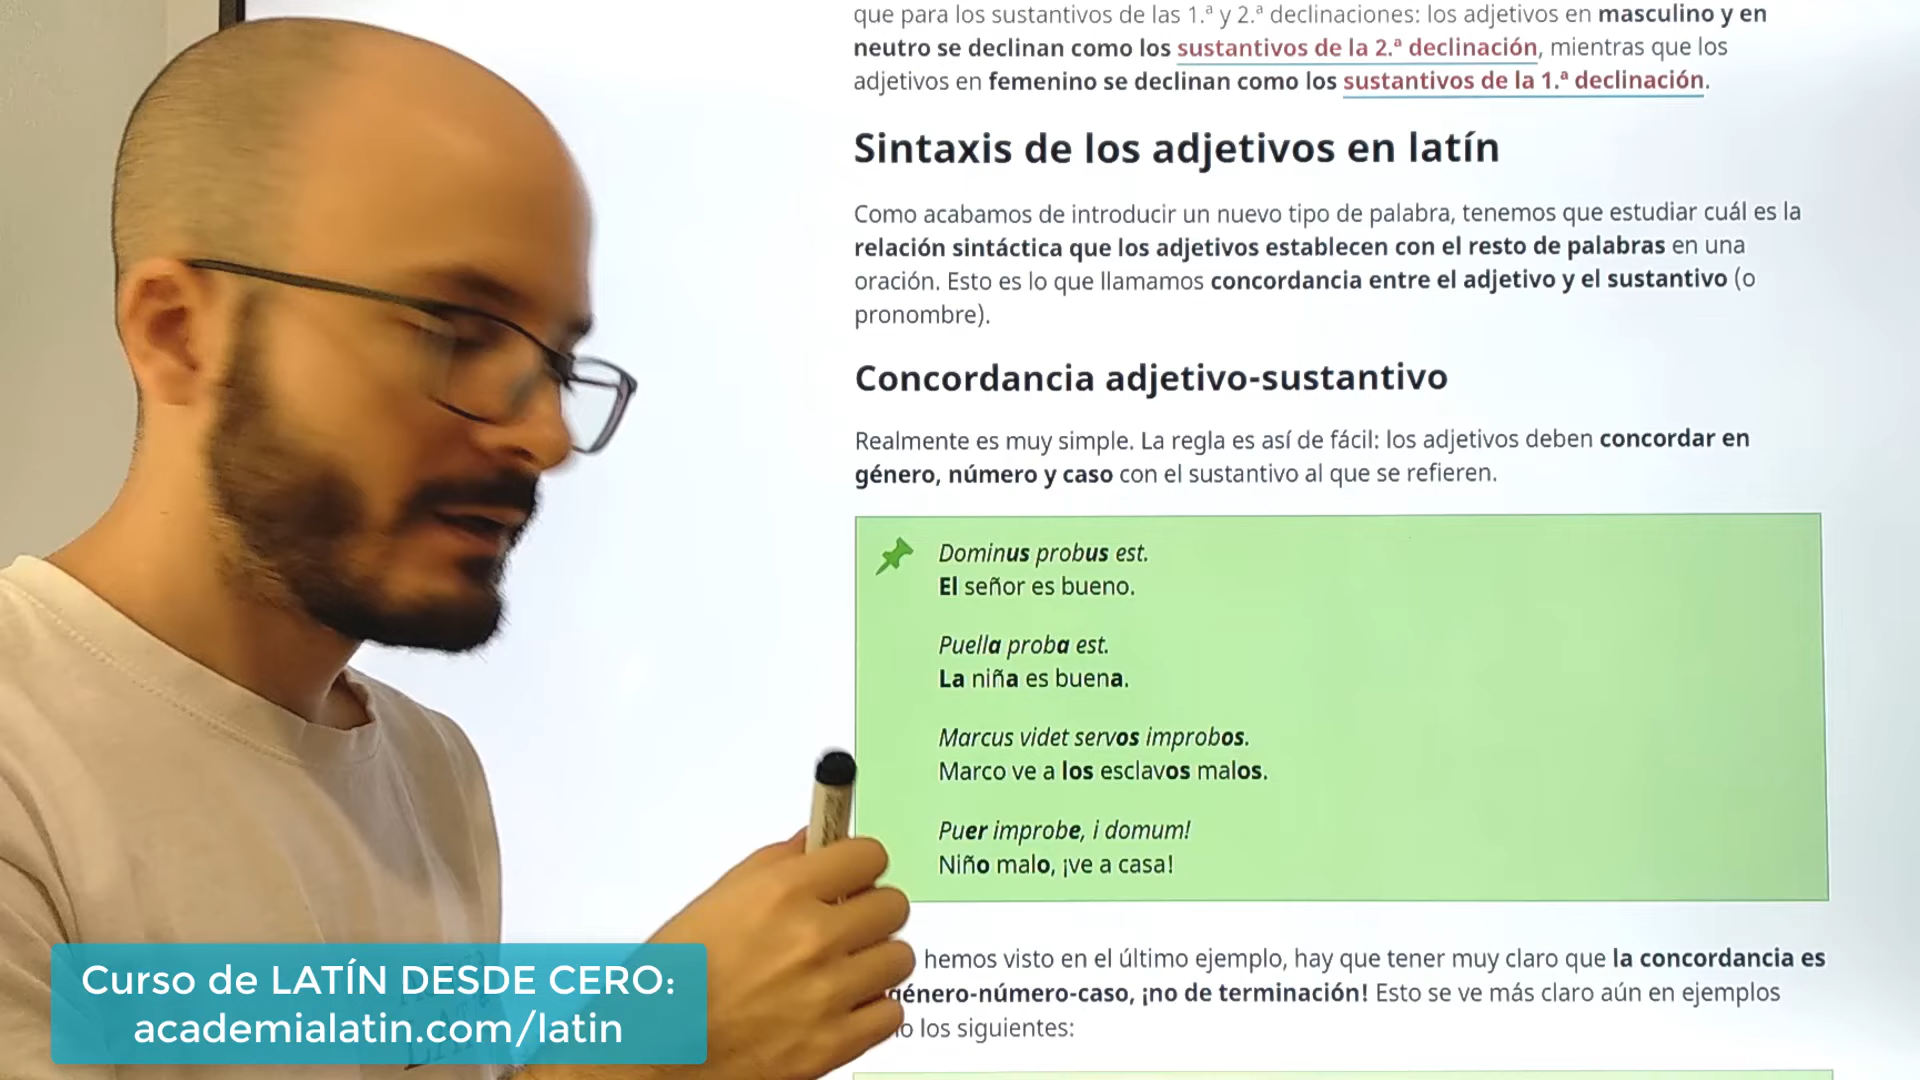 que para los sustantivos de las 1.ª y 2.ª declinaciones: los adjetivos en masculino y en
neutro se declinan como los sustantivos de la 2.ª declinación, mientras que los
adjetivos en femenino se declinan como los sustantivos de la 1.ª declinación.
Sintaxis de los adjetivos en latín
Como acabamos de introducir un nuevo tipo de palabra, tenemos que estudiar cuál es la
relación sintáctica que los adjetivos establecen con el resto de palabras en una
oración. Esto es lo que llamamos concordancia entre el adjetivo y el sustantivo (o
pronombre).
Concordancia adjetivo-sustantivo
Realmente es muy simple. La regla es así de fácil: los adjetivos deben concordar en
género, número y caso con el sustantivo al que se refieren.
Dominus probus est.
El señor es bueno.
Puella proba est.
La niña es buena.
Marcus videt servos improbos.
Marco ve a los esclavos malos.
Puer improbe, i domum!
Niño malo, ¡ve a casa!
hemos visto en el último ejemplo, hay que tener muy claro que la concordancia es
género-número-caso, ¡no de terminación! Esto se ve más claro aún en ejemplos
los siguientes:
Curso de LATÍN DESDE CERO:
academialatin.com/latin